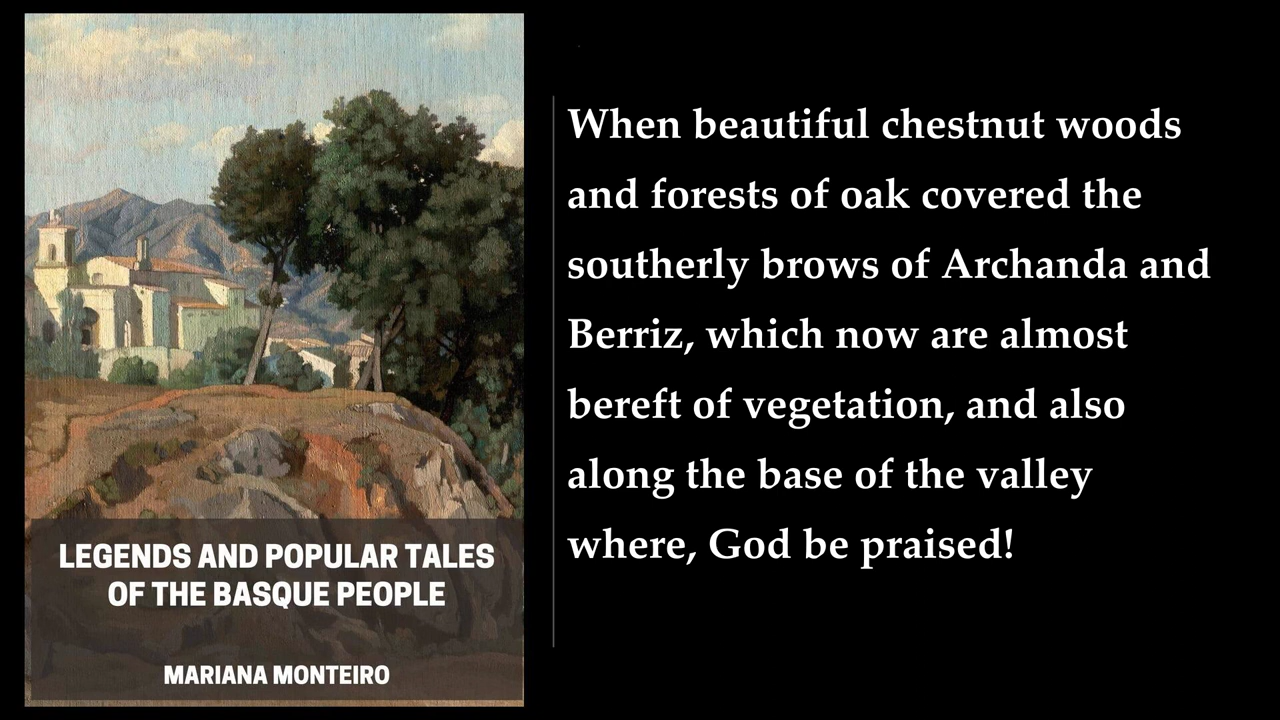 LEGENDS AND POPULAR TALES
OF THE BASQUE PEOPLE
MARIANA MONTEIRO
When beautiful chestnut woods
and forests of oak covered the
southerly brows of Archanda and
Berriz, which now are almost
bereft of vegetation, and also
along the base of the valley
where, God be praised!